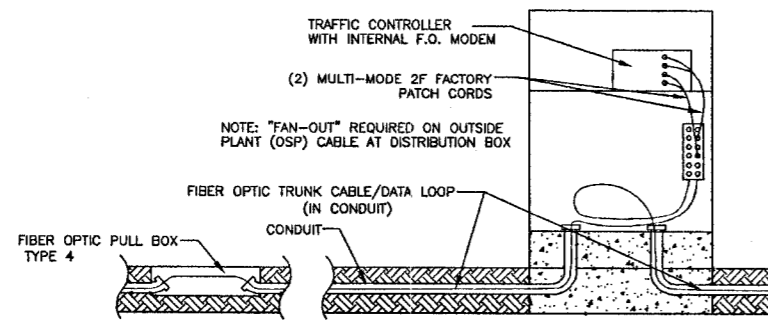 TRAFFIC CONTROLLER
WITH INTERNAL F.O. MODEM
(2) MULTI-MODE 2F FACTORY
PATCH CORDS
NOTE: "FAN-OUT" REQUIRED ON OUTSIDE
PLANT (OSP) CABLE AT DISTRIBUTION BOX
FIBER OPTIC TRUNK CABLE/DATA LOOP
(IN CONDUIT)
CONDUIT
FIBER OPTIC PULL BOX
TYPE 4